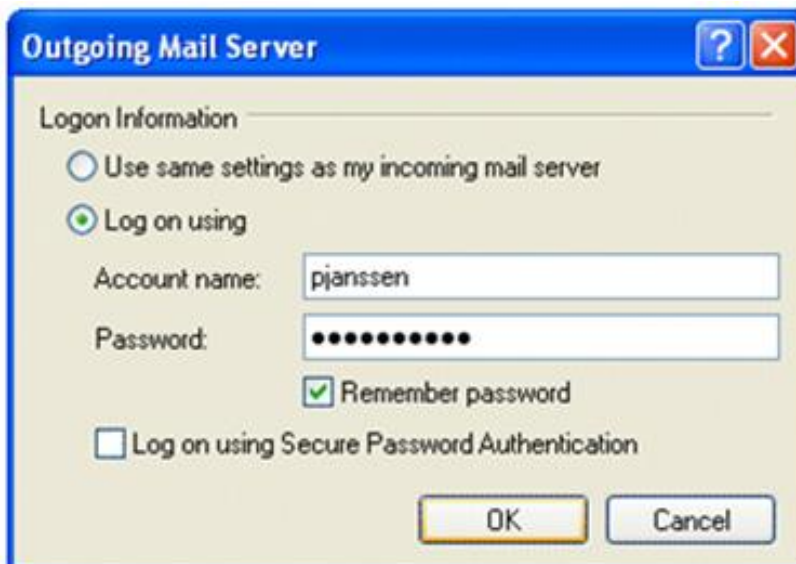 Outgoing Mail Server
Logon Information
Use same settings as my incoming mail server
Log on using
Account name: pjanssen
Password: ●●●●●●●●●●
Remember password
Log on using Secure Password Authentication
OK Cancel